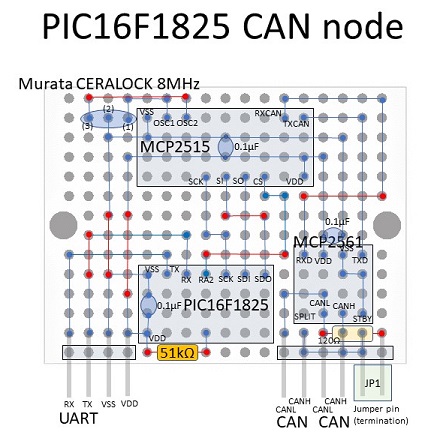 PIC16F1825 CAN node
Murata CERALOCK 8MHz
(2)
(3) (1)
VSS
OSC1 OSC2
RXCAN
TXCAN
MCP2515
0.1μF
SCK SI SO CS VDD
0.1μF
MCP2561
VSS
RXD VDD TXD
VSS TX
RX RA2 SCK SDI SDO
0.1μF
PIC16F1825
CANL
CANH
SPLIT
STBY
VDD
120Ω
51kΩ
JP1
RX TX VSS VDD
UART
CANH CANH
CANL CANL
CAN CAN
Jumper pin
(termination)